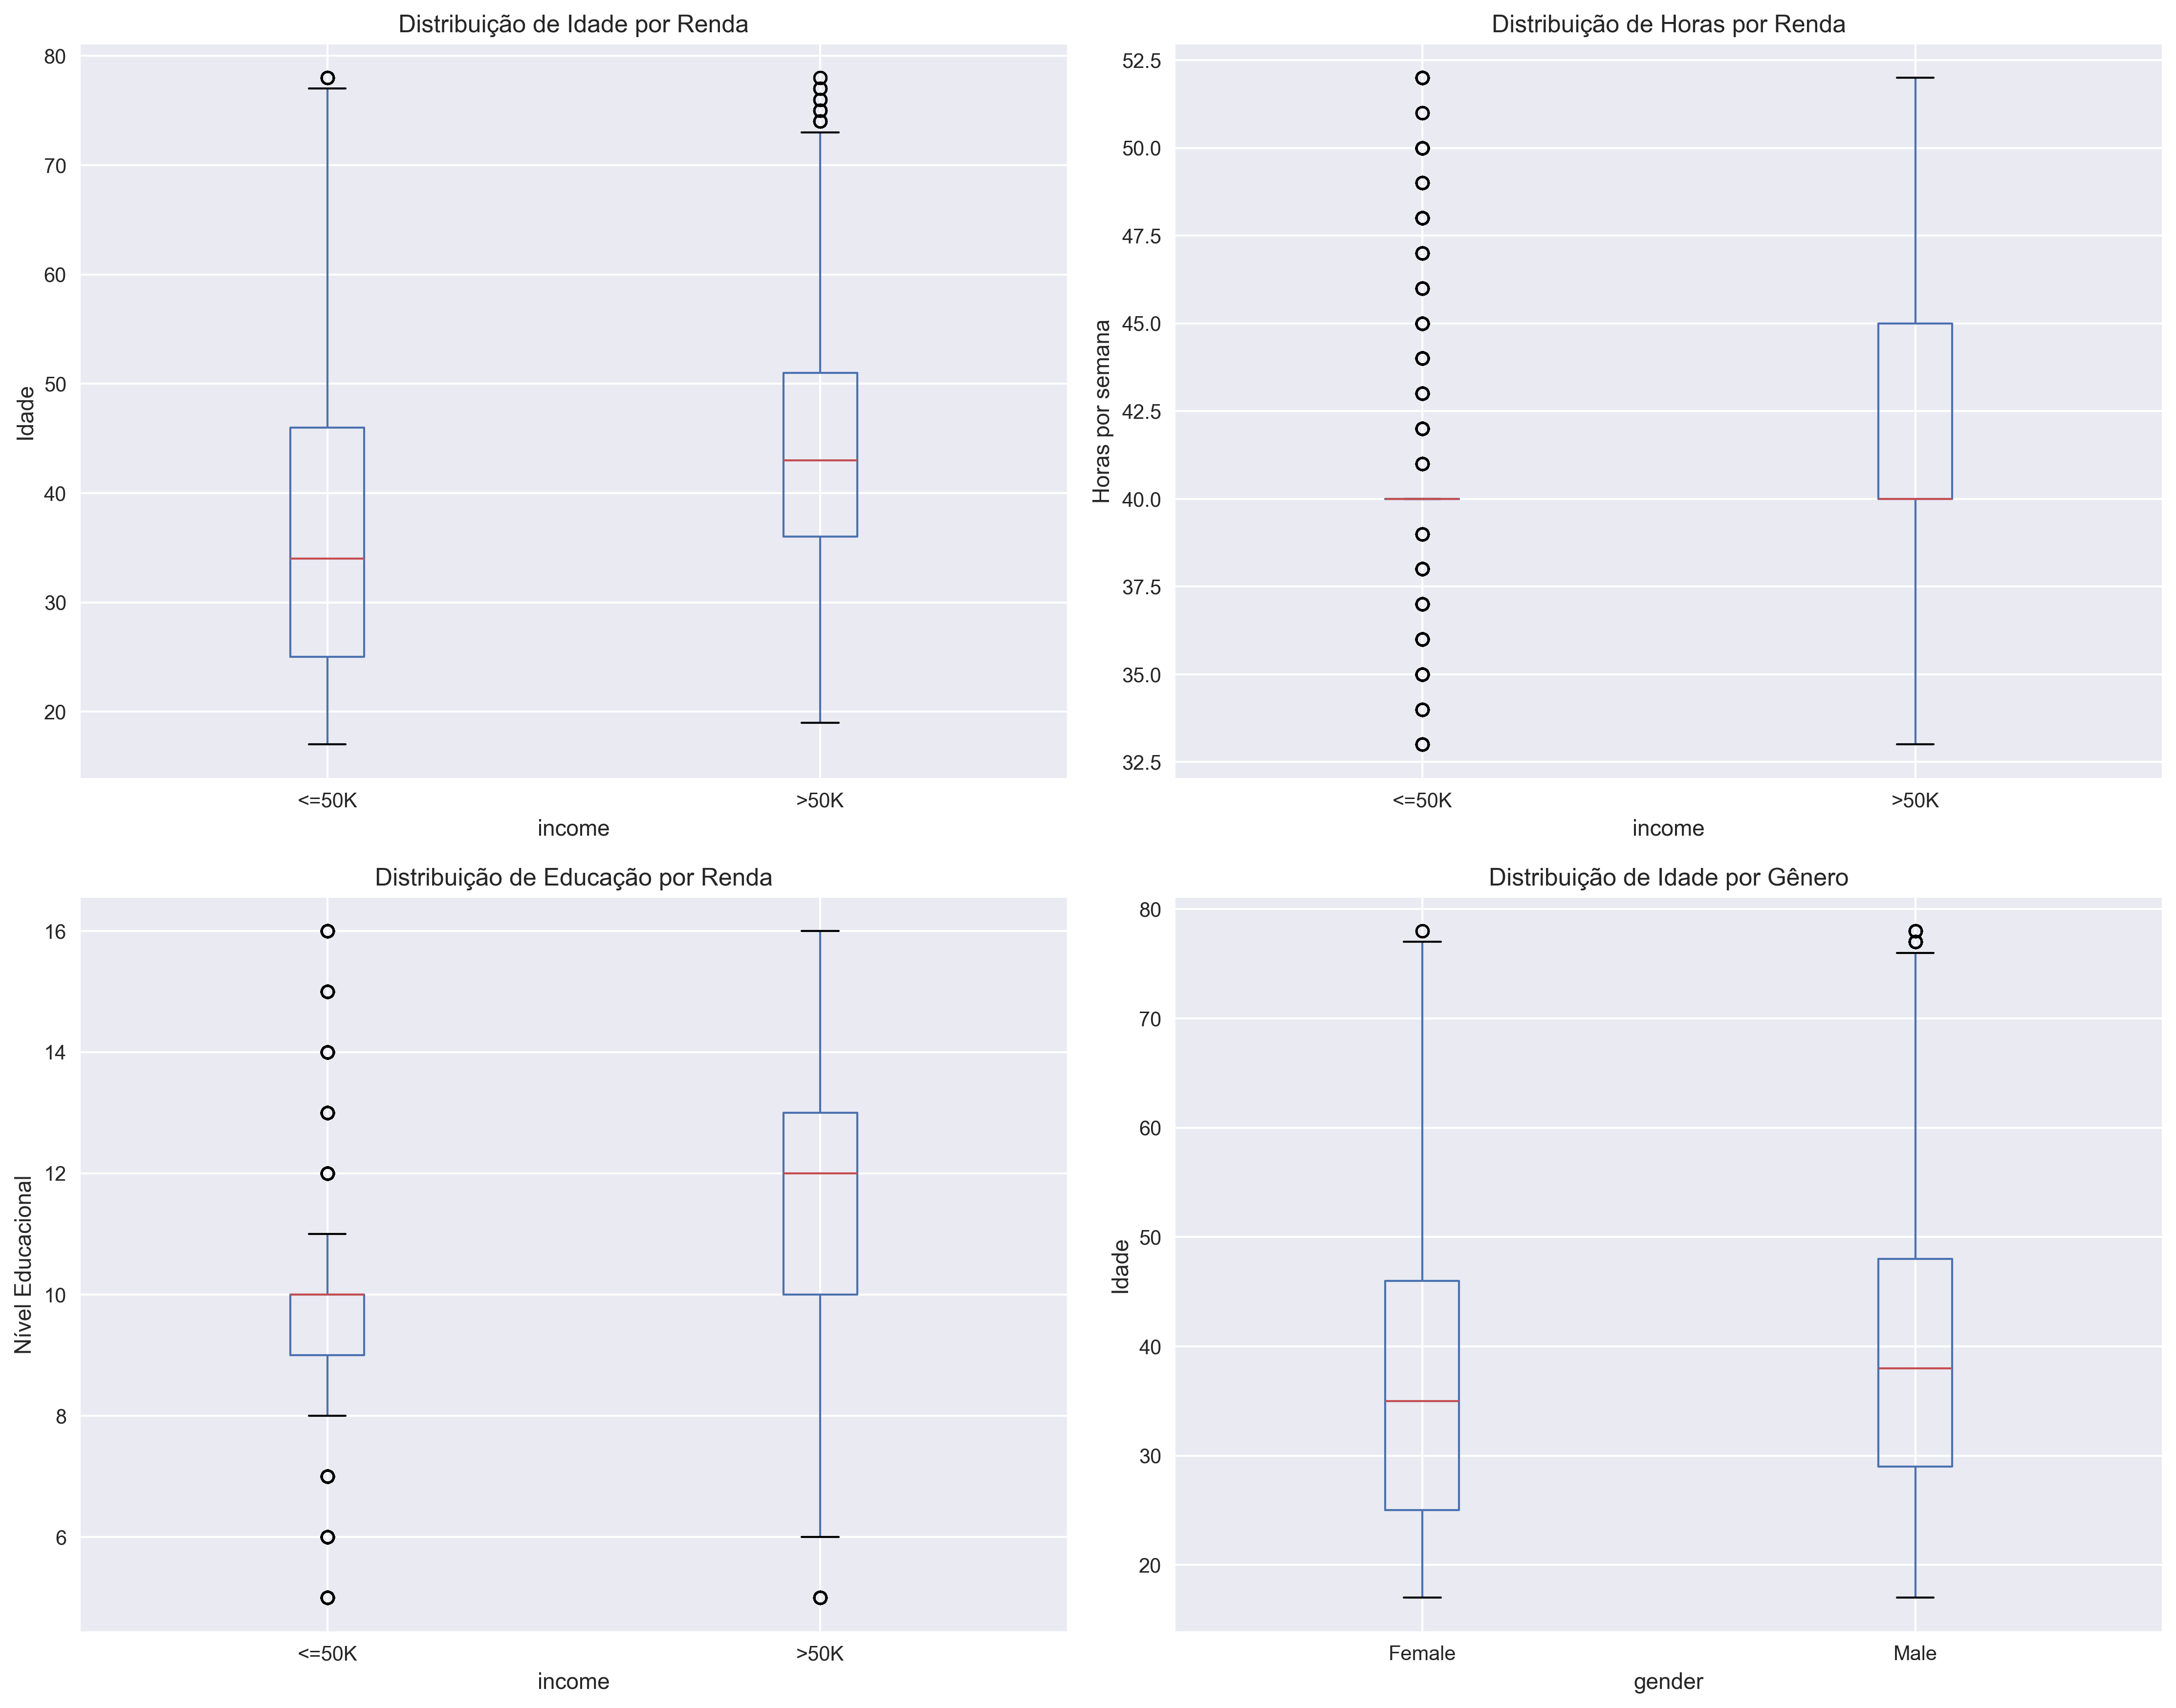 Distribuição de Idade por Renda
80
70
60
50
40
30
20
Idade
<=50K
>50K
income
Distribuição de Horas por Renda
52.5
50.0
47.5
45.0
42.5
40.0
37.5
35.0
32.5
Horas por semana
<=50K
>50K
income
Distribuição de Educação por Renda
16
14
12
10
8
6
Nível Educacional
<=50K
>50K
income
Distribuição de Idade por Gênero
80
70
60
50
40
30
20
Idade
Female
Male
gender